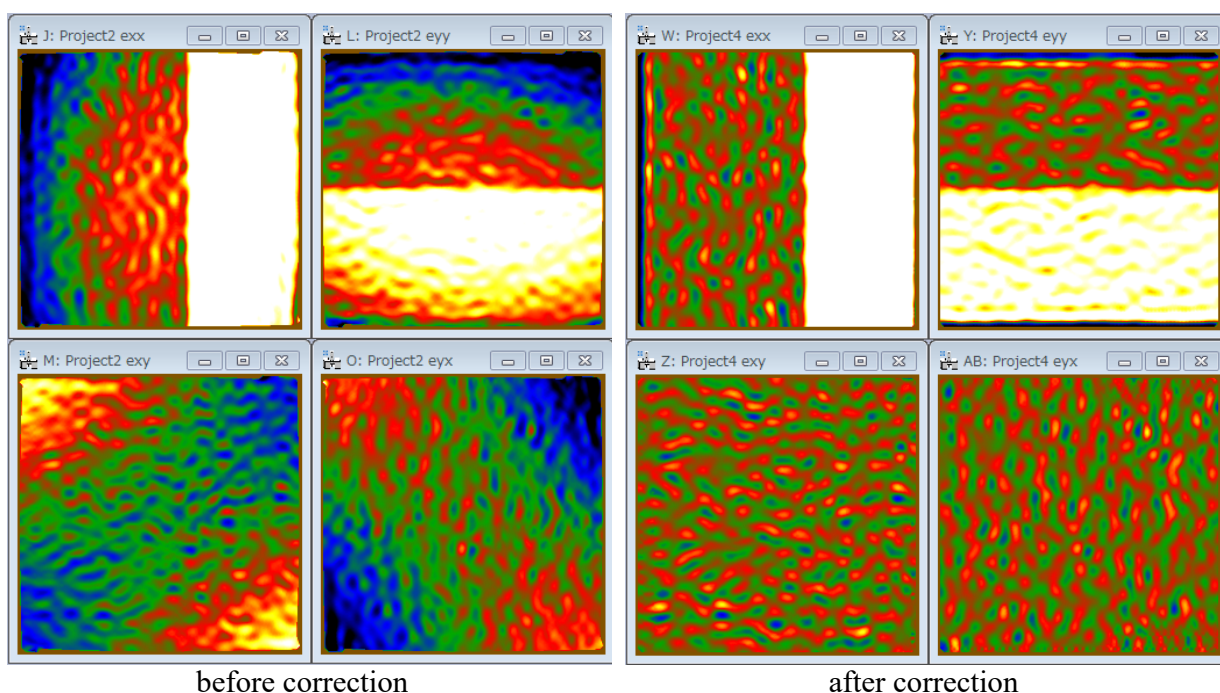 J: Project2 exx
L: Project2 eyy
W: Project4 exx
Y: Project4 eyy
M: Project2 exy
O: Project2 eyx
Z: Project4 exy
AB: Project4 eyx
before correction
after correction